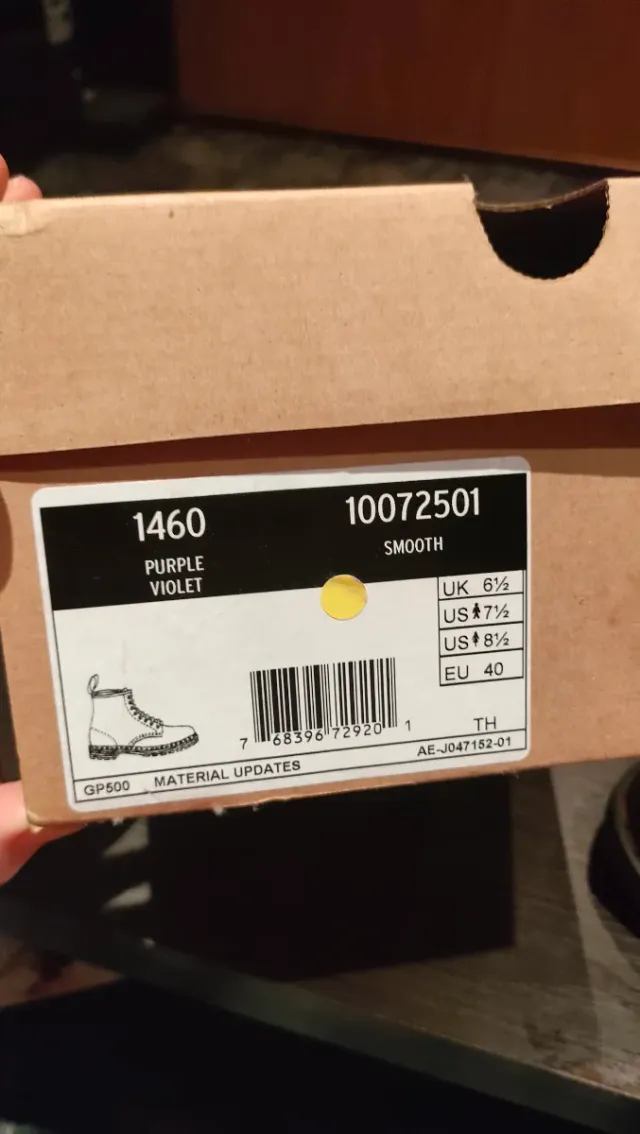 1460
10072501
PURPLE
VIOLET
SMOOTH
UK 6½
US 7½
US 8½
EU 40
7 68396 72920 1
TH
GP500 MATERIAL UPDATES
AE-J047152-01